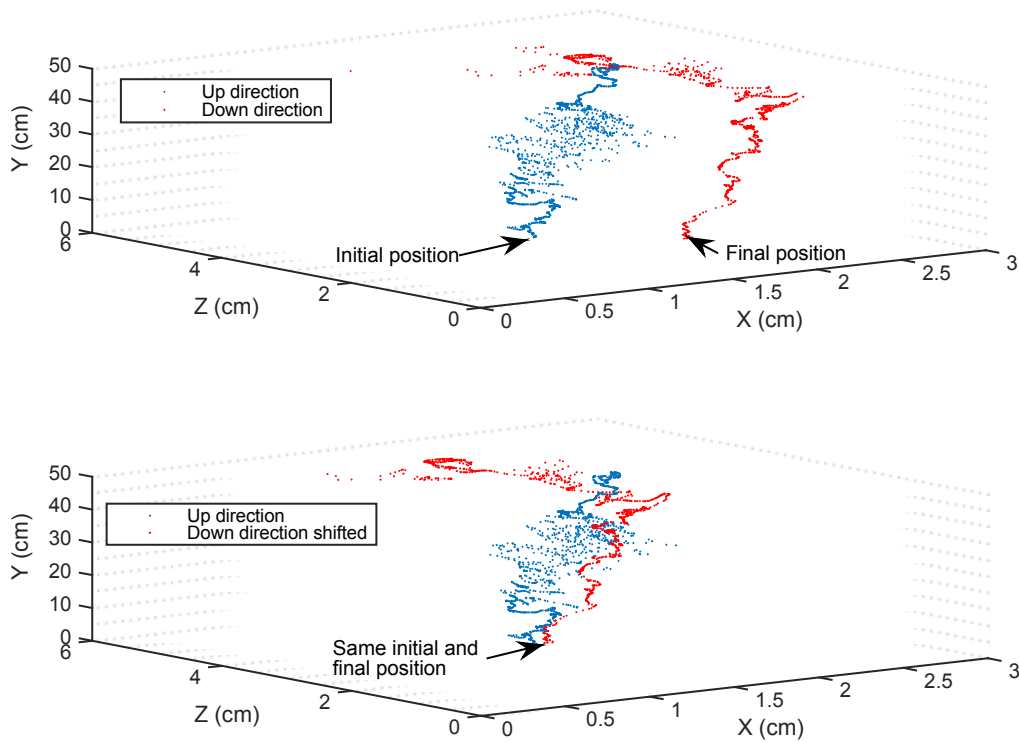 50
40
30
20
10
0
Y (cm)
Up direction
Down direction
Initial position
Final position
6
4
2
0
Z (cm)
0
0.5
1
1.5
2
2.5
3
X (cm)
50
40
30
20
10
0
Y (cm)
Up direction
Down direction shifted
Same initial and
final position
6
4
2
0
Z (cm)
0
0.5
1
1.5
2
2.5
3
X (cm)